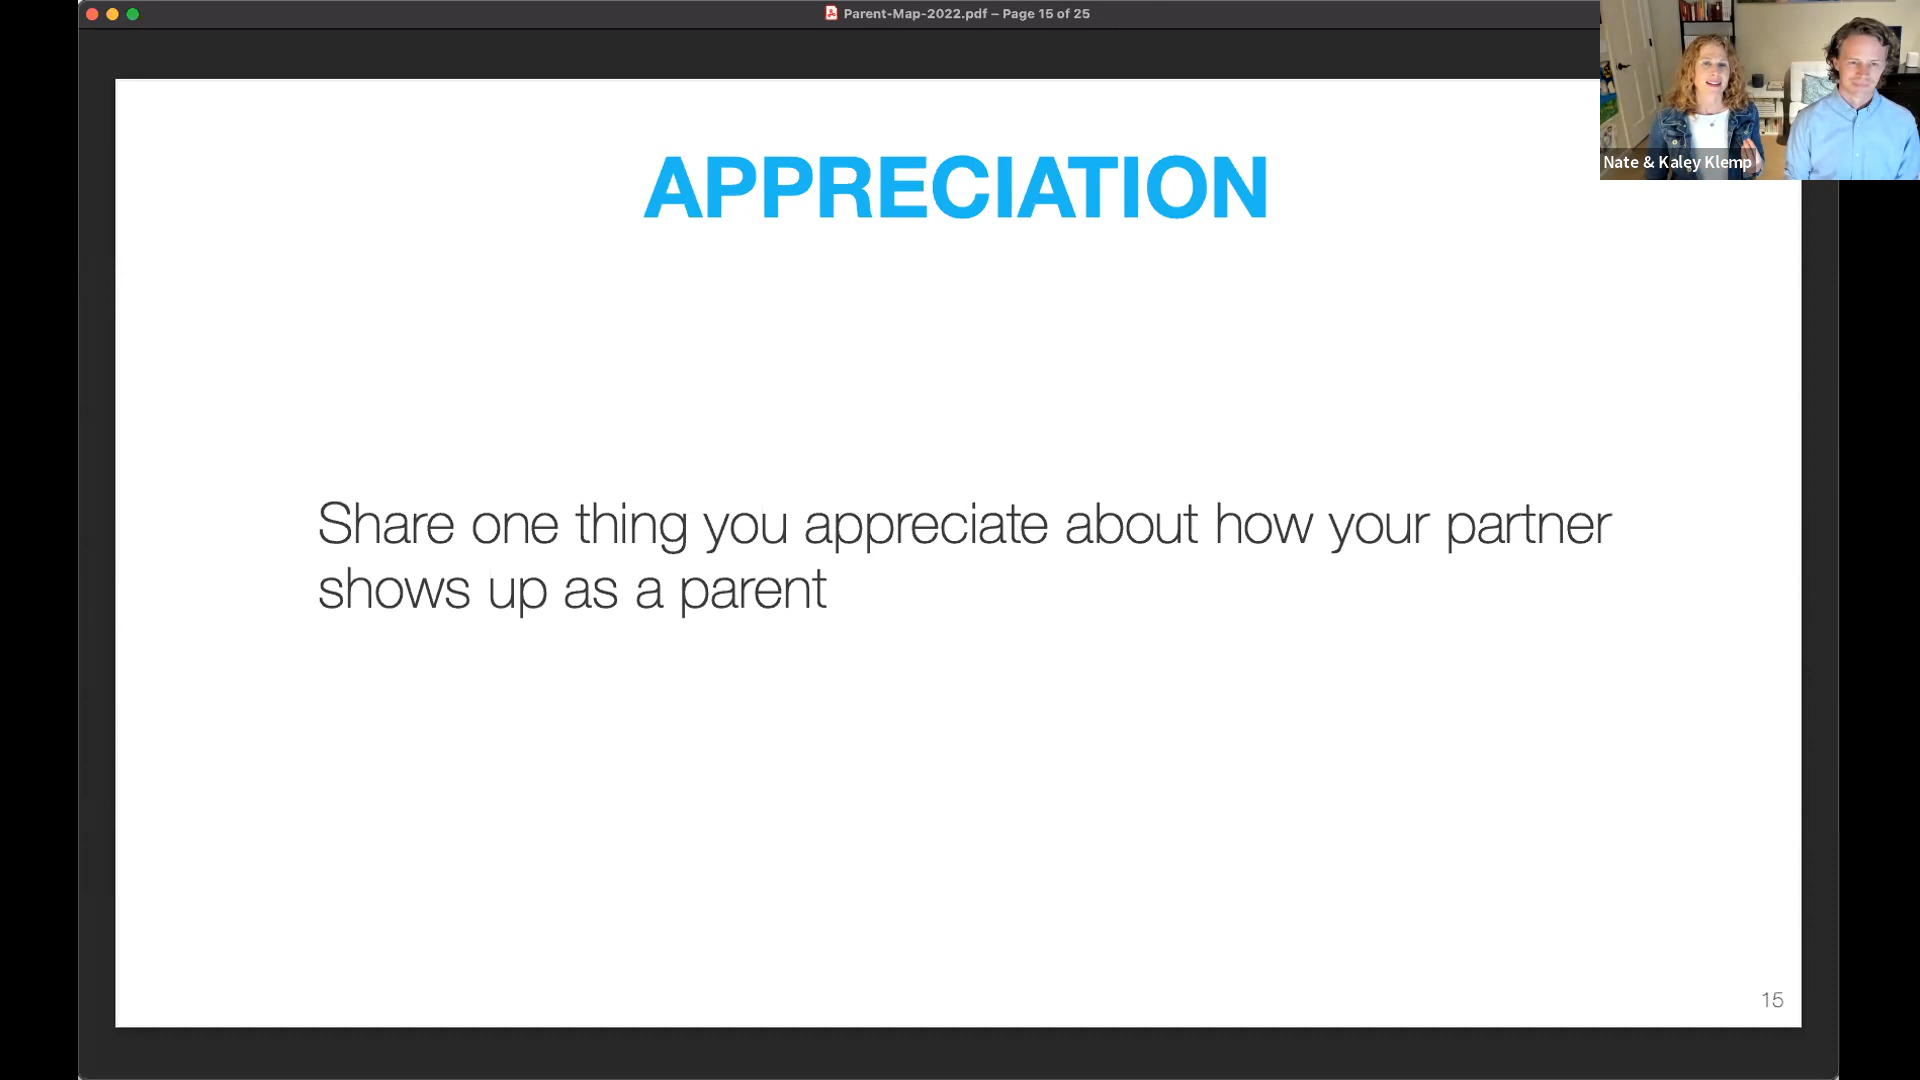 Parent-Map-2022.pdf – Page 15 of 25
Nate & Kaley Klemp
APPRECIATION
Share one thing you appreciate about how your partner
shows up as a parent
15